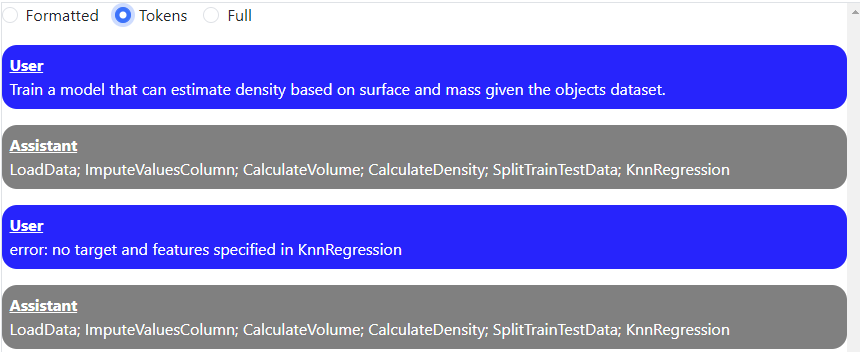 Formatted Tokens Full
User
Train a model that can estimate density based on surface and mass given the objects dataset.
Assistant
LoadData; ImputeValuesColumn; CalculateVolume; CalculateDensity; SplitTrainTestData; KnnRegression
User
error: no target and features specified in KnnRegression
Assistant
LoadData; ImputeValuesColumn; CalculateVolume; CalculateDensity; SplitTrainTestData; KnnRegression